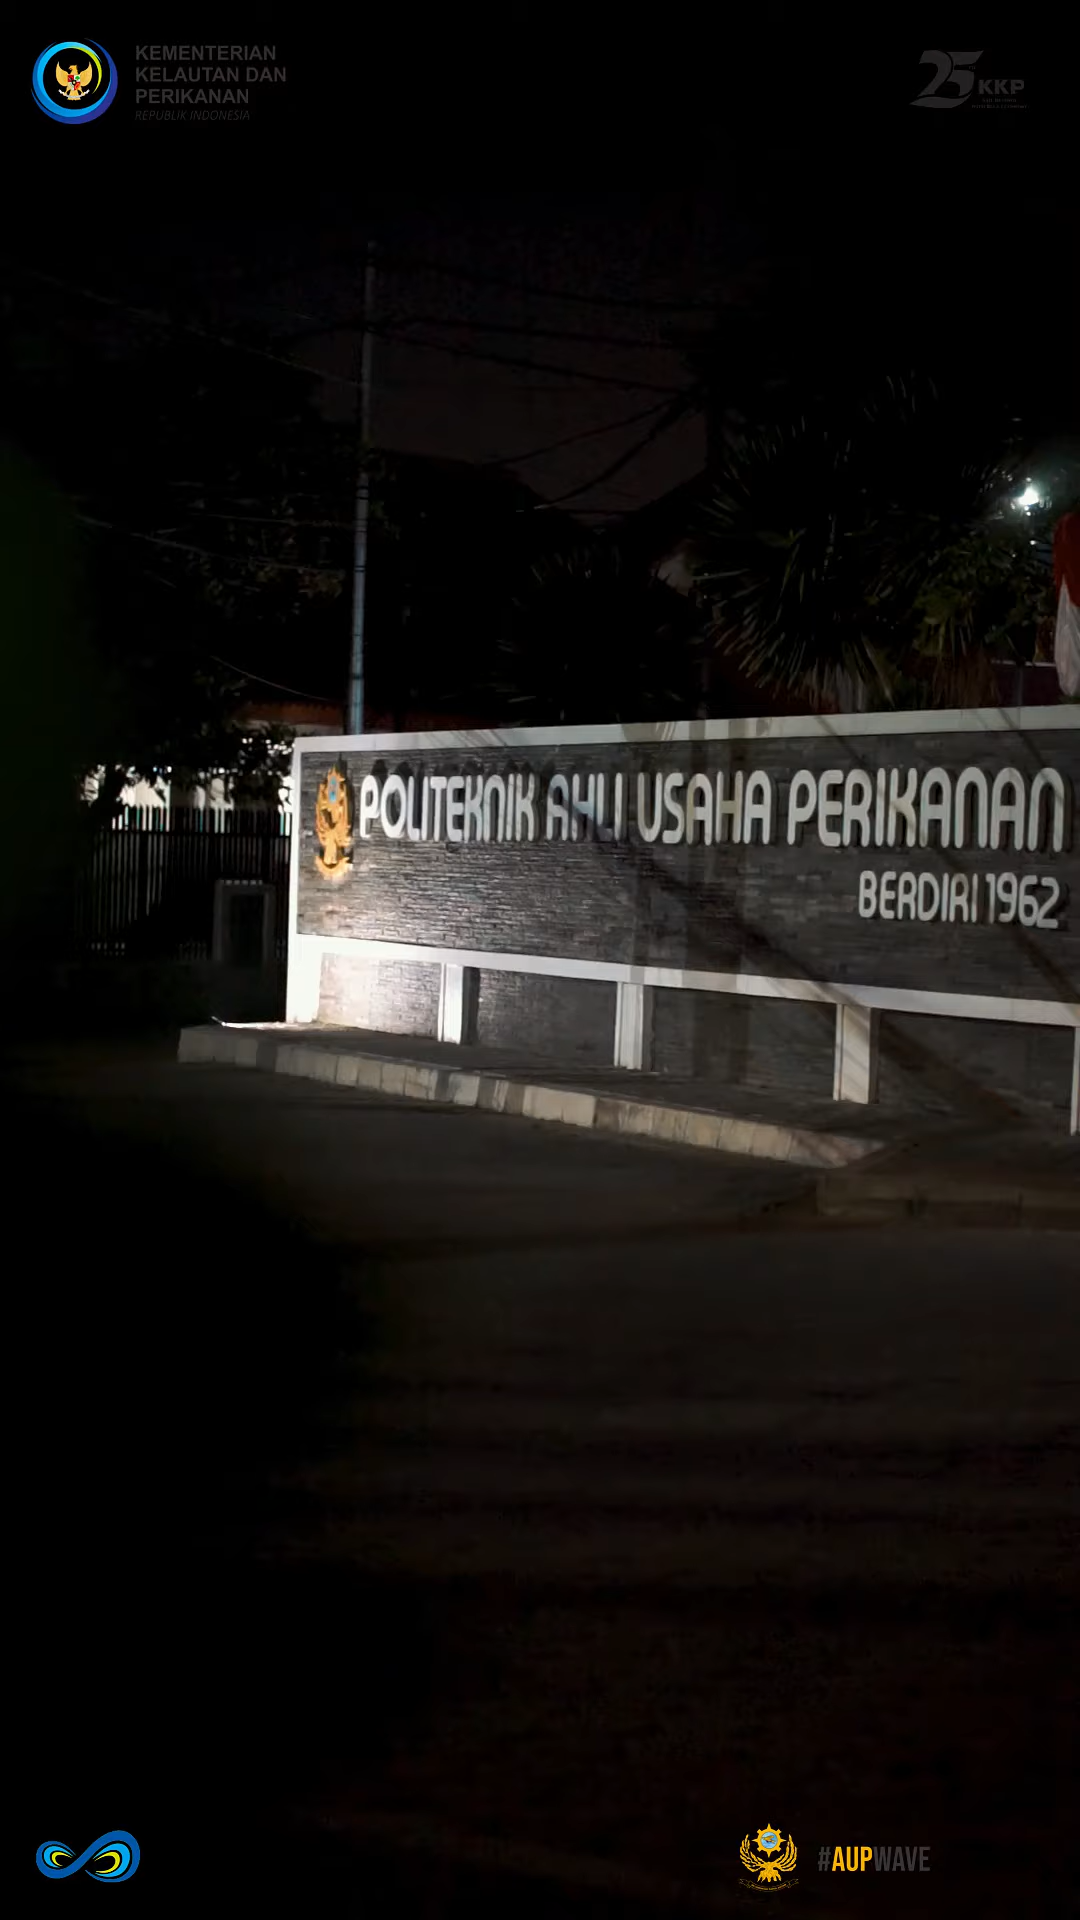 KEMENTERIAN
KELAUTAN DAN
PERIKANAN
REPUBLIK INDONESIA
25 KKP
POLITEKNIK AHLI USAHA PERIKANAN
BERDIRI 1962
#AUPWAVE